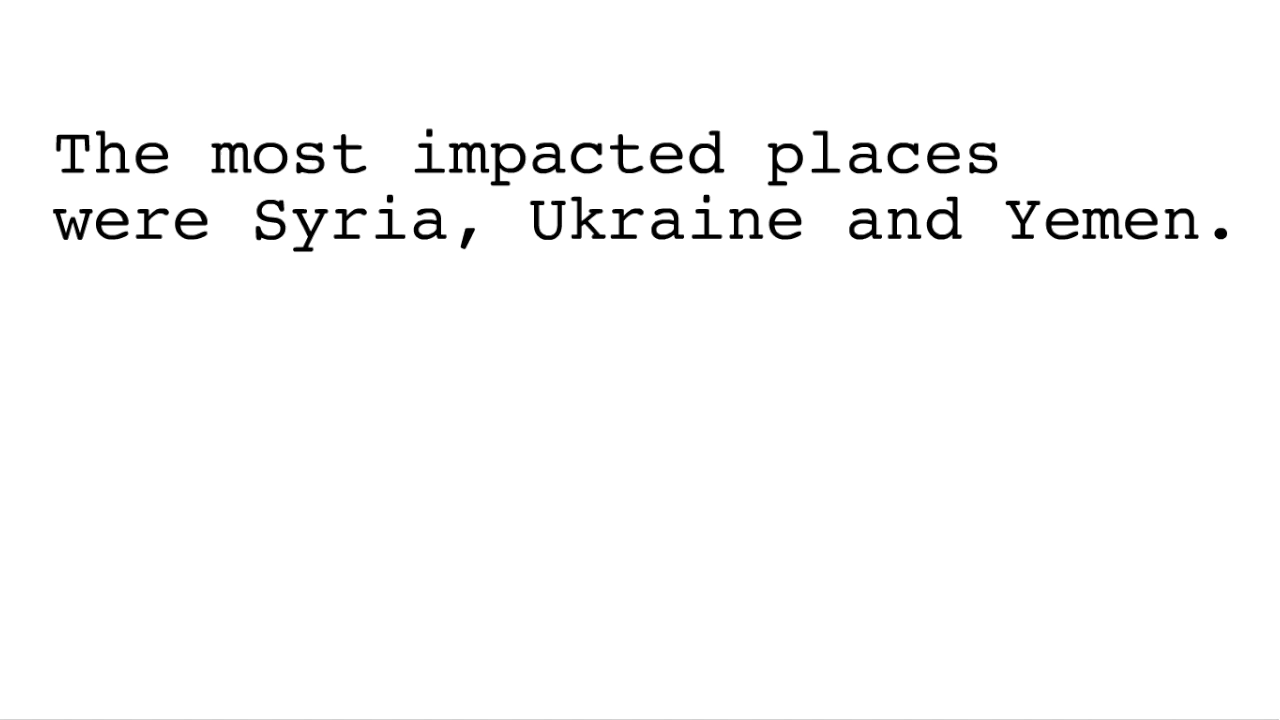 The most impacted places
were Syria, Ukraine and Yemen.